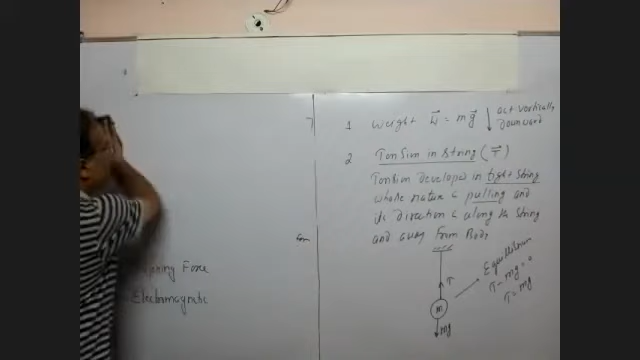 Force
Electromagnetic
1 weight W = mg ↓ act vertically
downward
2 Tension in string (T)
Tension developed in tight string
whose nature is pulling and
its direction is along the string
and away From Body
T
m
mg
Equilibrium
T - mg = 0
T = mg